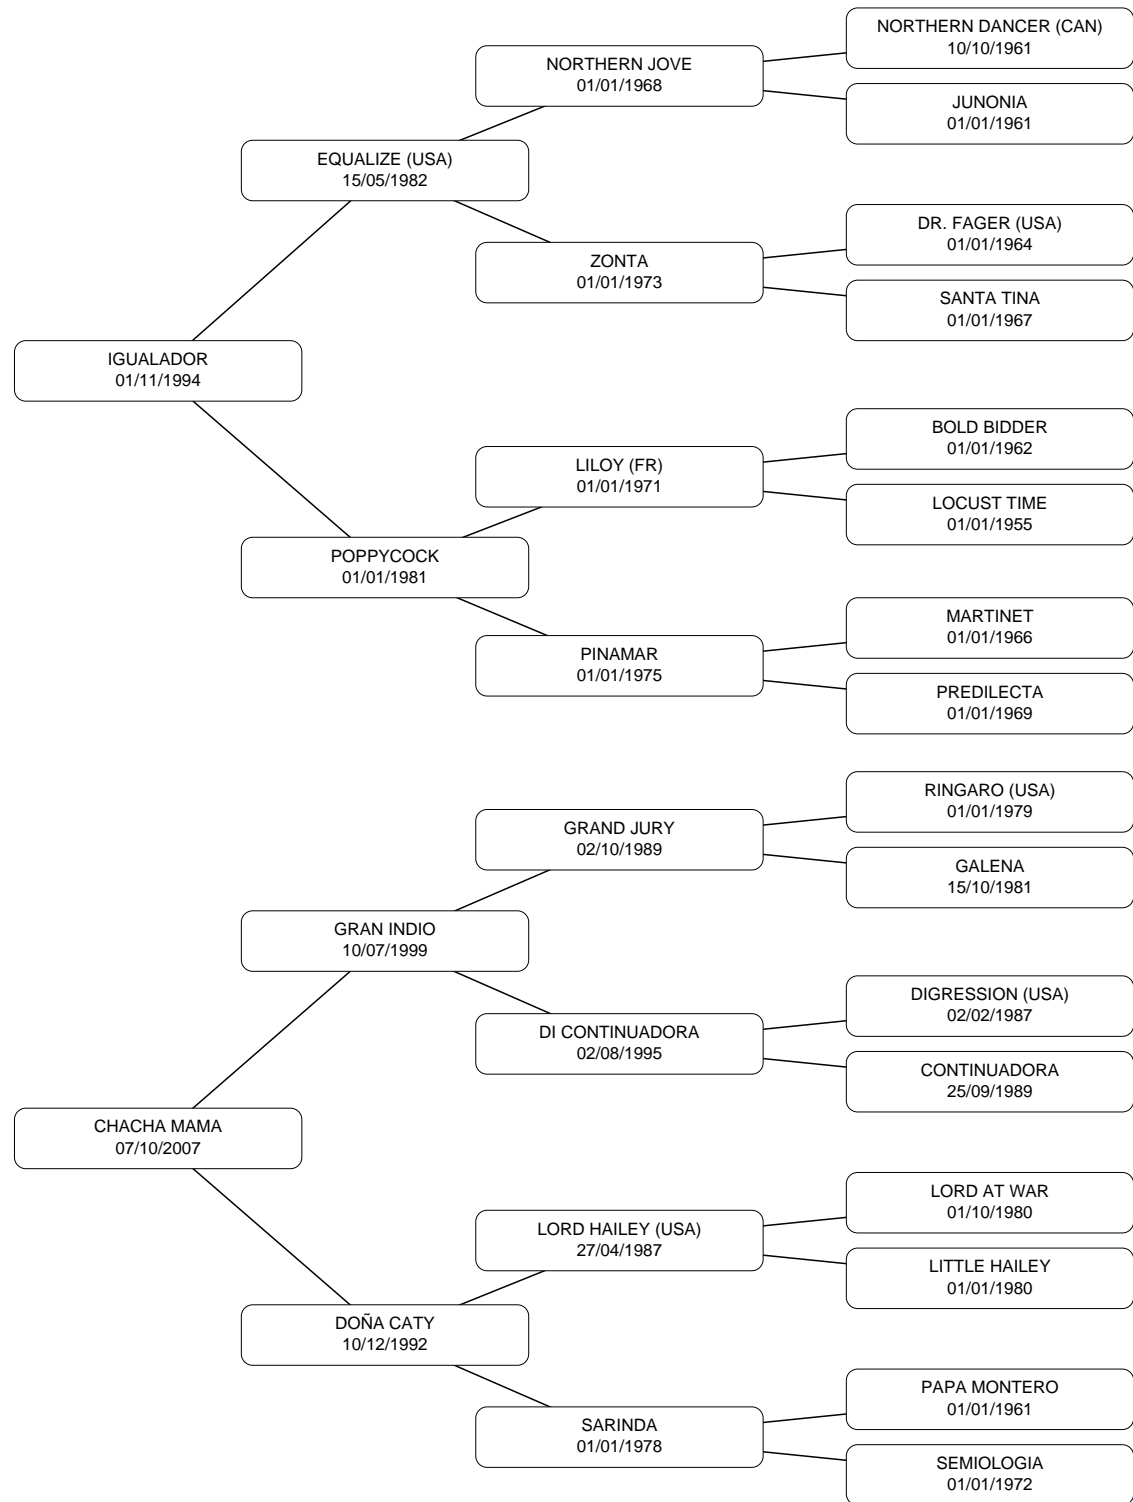 NORTHERN DANCER (CAN)
10/10/1961
NORTHERN JOVE
01/01/1968
JUNONIA
01/01/1961
EQUALIZE (USA)
15/05/1982
DR. FAGER (USA)
01/01/1964
ZONTA
01/01/1973
SANTA TINA
01/01/1967
IGUALADOR
01/11/1994
BOLD BIDDER
01/01/1962
LILOY (FR)
01/01/1971
LOCUST TIME
01/01/1955
POPPYCOCK
01/01/1981
MARTINET
01/01/1966
PINAMAR
01/01/1975
PREDILECTA
01/01/1969
RINGARO (USA)
01/01/1979
GRAND JURY
02/10/1989
GALENA
15/10/1981
GRAN INDIO
10/07/1999
DIGRESSION (USA)
02/02/1987
DI CONTINUADORA
02/08/1995
CONTINUADORA
25/09/1989
CHACHA MAMA
07/10/2007
LORD AT WAR
01/10/1980
LORD HAILEY (USA)
27/04/1987
LITTLE HAILEY
01/01/1980
DOÑA CATY
10/12/1992
PAPA MONTERO
01/01/1961
SARINDA
01/01/1978
SEMIOLOGIA
01/01/1972